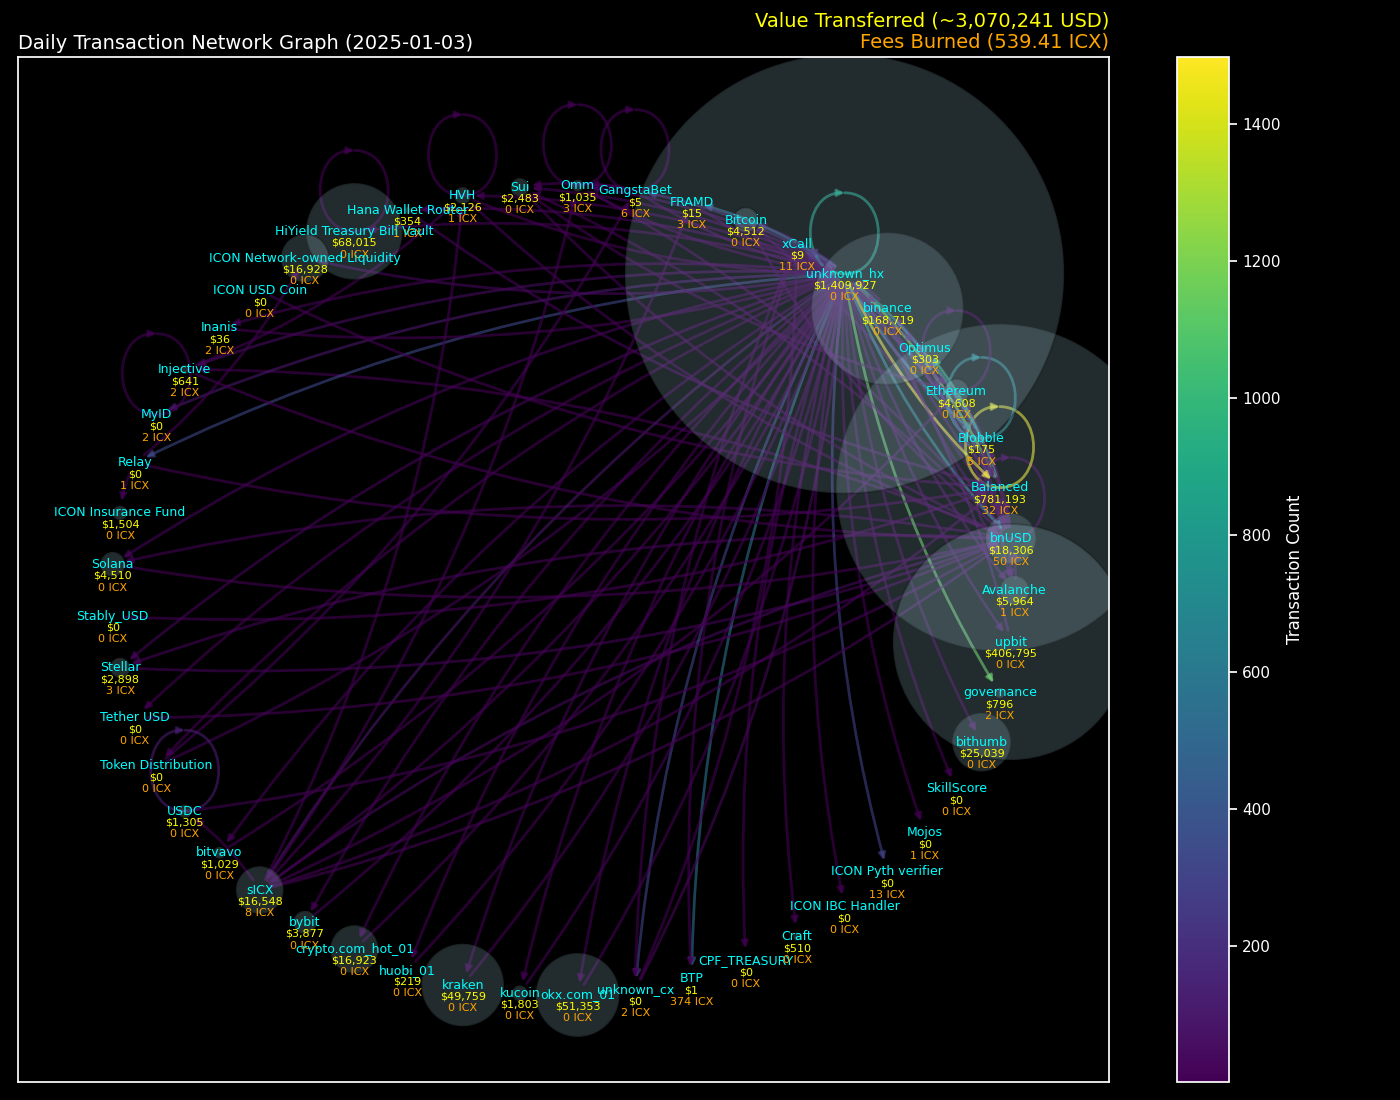 Value Transferred (~3,070,241 USD)
Daily Transaction Network Graph (2025-01-03)
Fees Burned (539.41 ICX)
HVH
$2,126
1 ICX
Sui
$2,483
0 ICX
Omm
$1,035
3 ICX
GangstaBet
$5
6 ICX
FRAMD
$15
3 ICX
Bitcoin
$4,512
0 ICX
xCall
$9
11 ICX
unknown_hx
$1,409,927
0 ICX
binance
$168,719
0 ICX
Optimus
$303
0 ICX
Ethereum
$4,608
0 ICX
Blobble
$175
5 ICX
Balanced
$781,193
32 ICX
bnUSD
$18,306
50 ICX
Avalanche
$5,964
1 ICX
upbit
$406,795
0 ICX
governance
$796
2 ICX
bithumb
$25,039
0 ICX
SkillScore
$0
0 ICX
Mojos
$0
1 ICX
ICON Pyth verifier
$0
13 ICX
ICON IBC Handler
$0
0 ICX
Craft
$510
0 ICX
CPF_TREASURY
$0
0 ICX
BTP
$1
374 ICX
unknown_cx
$0
2 ICX
okx.com_01
$51,353
0 ICX
kucoin
$1,803
0 ICX
kraken
$49,759
0 ICX
huobi_01
$219
0 ICX
crypto.com_hot_01
$16,923
0 ICX
bybit
$3,877
0 ICX
sICX
$16,548
8 ICX
bitvavo
$1,029
0 ICX
USDC
$1,305
0 ICX
Token Distribution
$0
0 ICX
Tether USD
$0
0 ICX
Stellar
$2,898
3 ICX
Stably_USD
$0
0 ICX
Solana
$4,510
0 ICX
ICON Insurance Fund
$1,504
0 ICX
Relay
$0
1 ICX
MyID
$0
2 ICX
Injective
$641
2 ICX
Inanis
$36
2 ICX
ICON USD Coin
$0
0 ICX
ICON Network-owned Liquidity
$16,928
0 ICX
HiYield Treasury Bill Vault
$68,015
0 ICX
Hana Wallet Router
$354
1 ICX
1400
1200
1000
800
600
400
200
Transaction Count